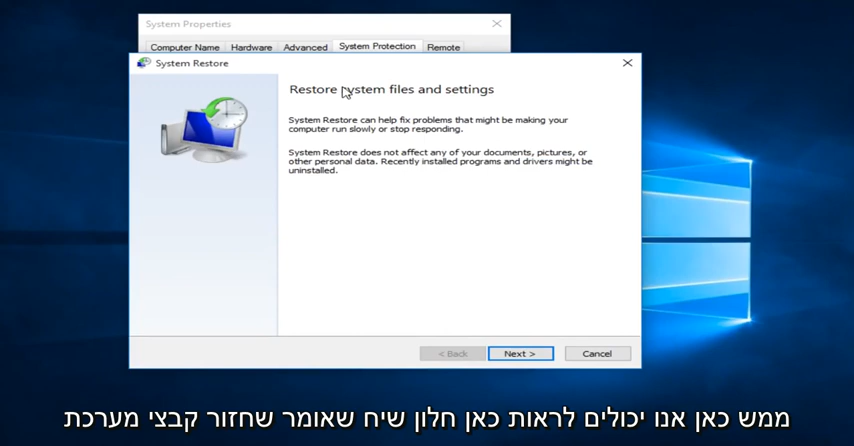 System Properties
Computer Name Hardware Advanced System Protection Remote
System Restore
Restore system files and settings
System Restore can help fix problems that might be making your
computer run slowly or stop responding.
System Restore does not affect any of your documents, pictures, or
other personal data. Recently installed programs and drivers might be
uninstalled.
< Back Next > Cancel
ממש כאן אנו יכולים לראות כאן חלון שיח שאומר שחזור קבצי מערכת